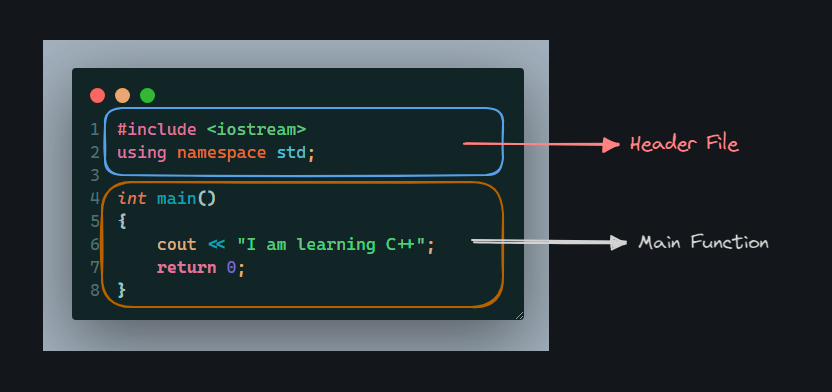 1 #include <iostream>
2 using namespace std;
3
4 int main()
5 {
6     cout << "I am learning C++";
7     return 0;
8 }
Header File
Main Function